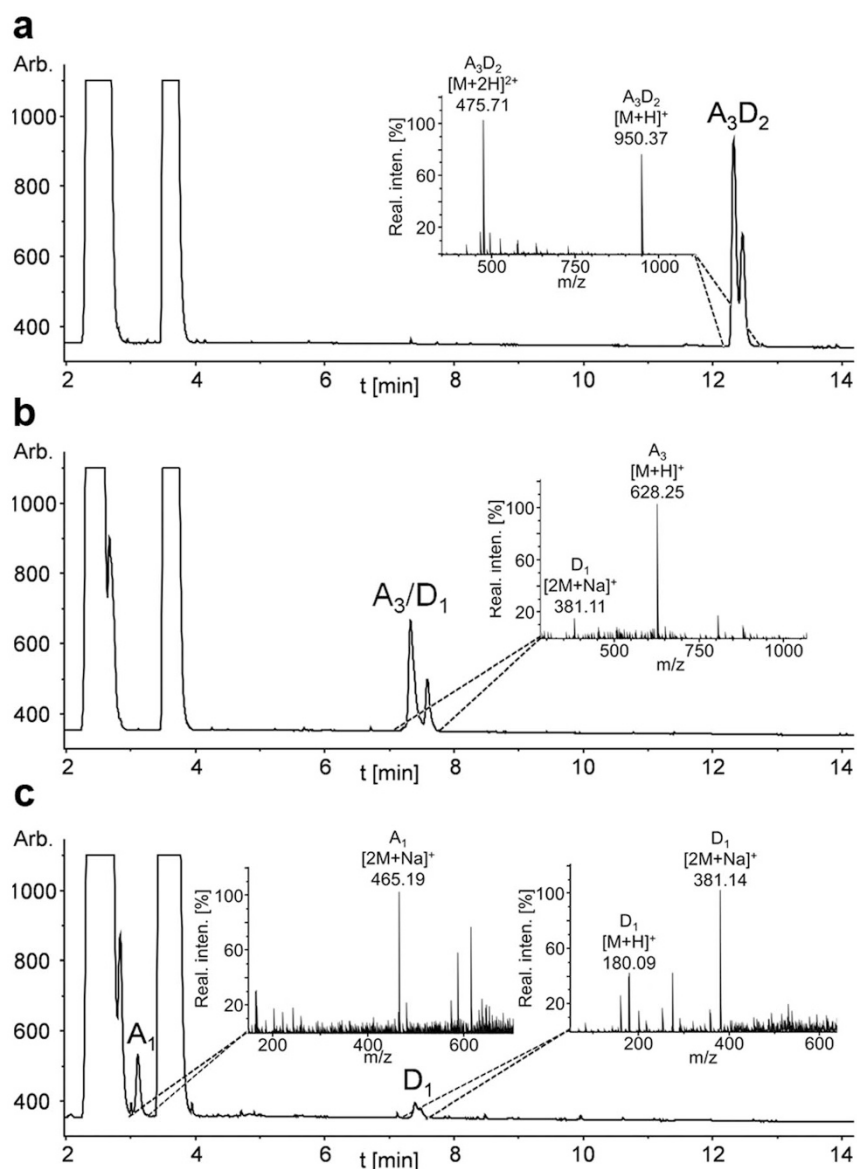 a
Arb.
1000
800
600
400
2 4 6 8 10 12 14
t [min]
A₃D₂
[M+2H]²⁺
475.71
A₃D₂
[M+H]⁺
950.37
A₃D₂
Real. inten. [%]
100
60
20
500 750 1000
m/z
b
Arb.
1000
800
600
400
2 4 6 8 10 12 14
t [min]
A₃/D₁
A₃
[M+H]⁺
628.25
D₁
[2M+Na]⁺
381.11
Real. inten. [%]
100
60
20
500 750 1000
m/z
c
Arb.
1000
800
600
400
2 4 6 8 10 12 14
t [min]
A₁
D₁
A₁
[2M+Na]⁺
465.19
Real. inten. [%]
100
60
20
200 400 600
m/z
D₁
[2M+Na]⁺
381.14
D₁
[M+H]⁺
180.09
Real. inten. [%]
100
60
20
200 400 600
m/z